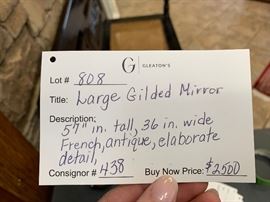 G
GLEATON'S
Lot # 808
Title: Large Gilded Mirror
Description:
57" in. tall, 36 in. wide
French, antique, elaborate
detail,
Consignor # 438 Buy Now Price: $2500